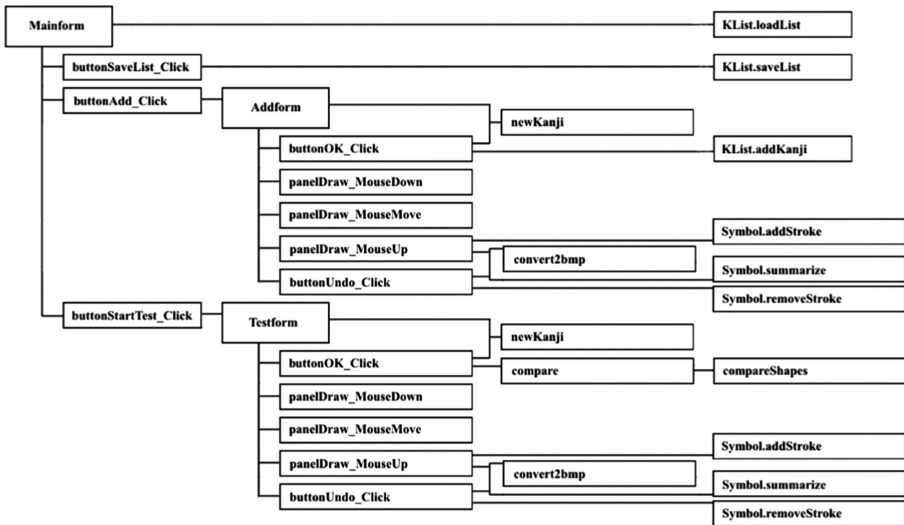 Mainform
KList.loadList
buttonSaveList_Click
KList.saveList
buttonAdd_Click
Addform
newKanji
buttonOK_Click
KList.addKanji
panelDraw_MouseDown
panelDraw_MouseMove
Symbol.addStroke
panelDraw_MouseUp
convert2bmp
Symbol.summarize
buttonUndo_Click
Symbol.removeStroke
buttonStartTest_Click
Testform
newKanji
buttonOK_Click
compare
compareShapes
panelDraw_MouseDown
panelDraw_MouseMove
Symbol.addStroke
panelDraw_MouseUp
convert2bmp
Symbol.summarize
buttonUndo_Click
Symbol.removeStroke